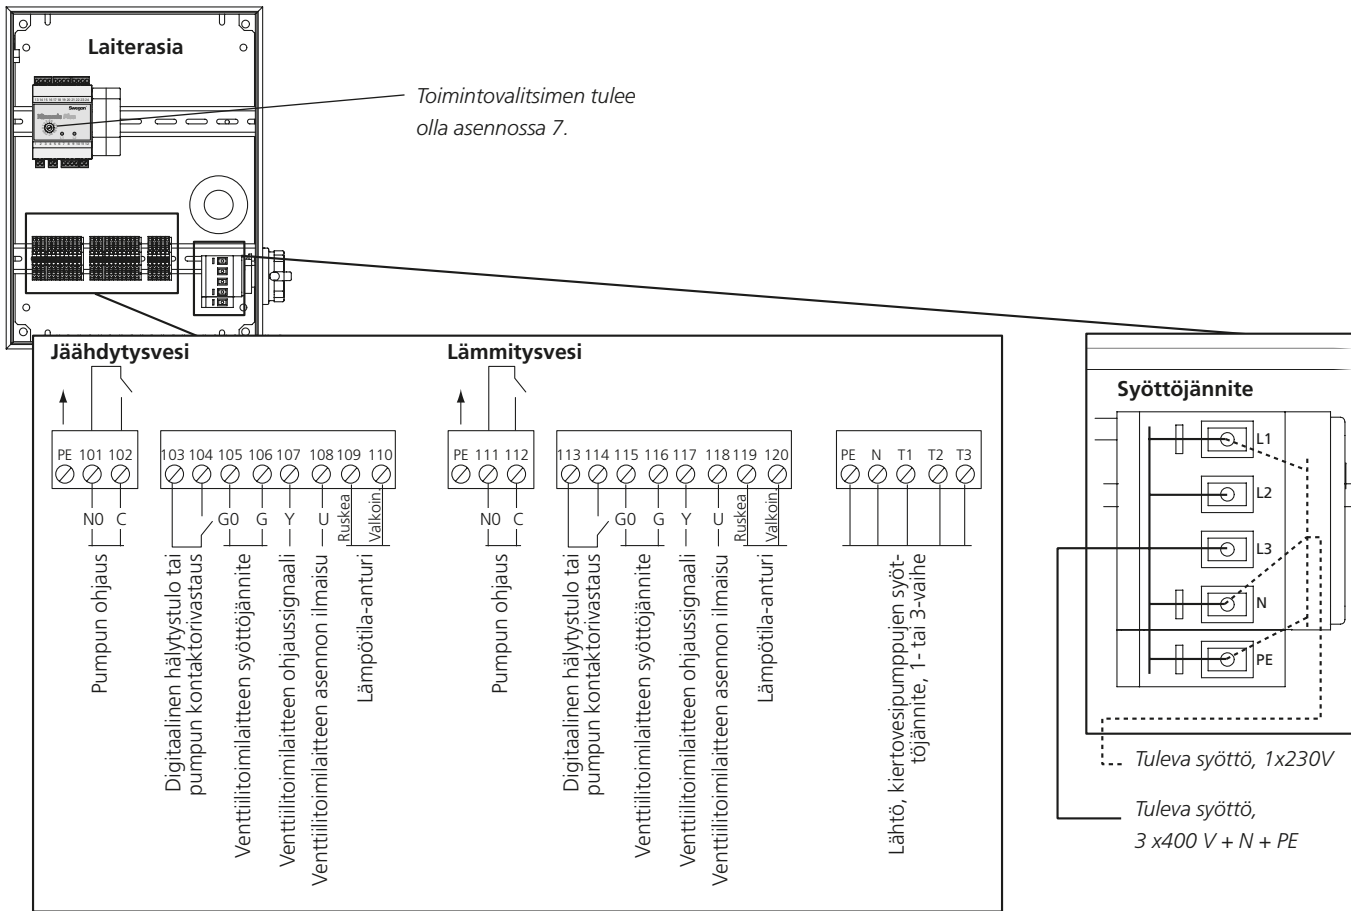 Laiterasia
Swegon
Toimintovalitsimen tulee
olla asennossa 7.
Jäähdytysvesi
PE 101 102
N0 C
Pumpun ohjaus
103 104 105 106 107 108 109 110
G0 G Y U Ruskea Valkoin.
Digitaalinen hälytystulo tai
pumpun kontaktorivastaus
Venttiilitoimilaitteen syöttöjännite
Venttiilitoimilaitteen ohjaussignaali
Venttiilitoimilaitteen asennon ilmaisu
Lämpötila-anturi
Lämmitysvesi
PE 111 112
N0 C
Pumpun ohjaus
113 114 115 116 117 118 119 120
G0 G Y U Ruskea Valkoin.
Digitaalinen hälytystulo tai
pumpun kontaktorivastaus
Venttiilitoimilaitteen syöttöjännite
Venttiilitoimilaitteen ohjaussignaali
Venttiilitoimilaitteen asennon ilmaisu
Lämpötila-anturi
PE N T1 T2 T3
Lähtö, kiertovesipumppujen syöt-
töjännite, 1- tai 3-vaihe
Syöttöjännite
L1
L2
L3
N
PE
Tuleva syöttö, 1x230V
Tuleva syöttö,
3 x400 V + N + PE